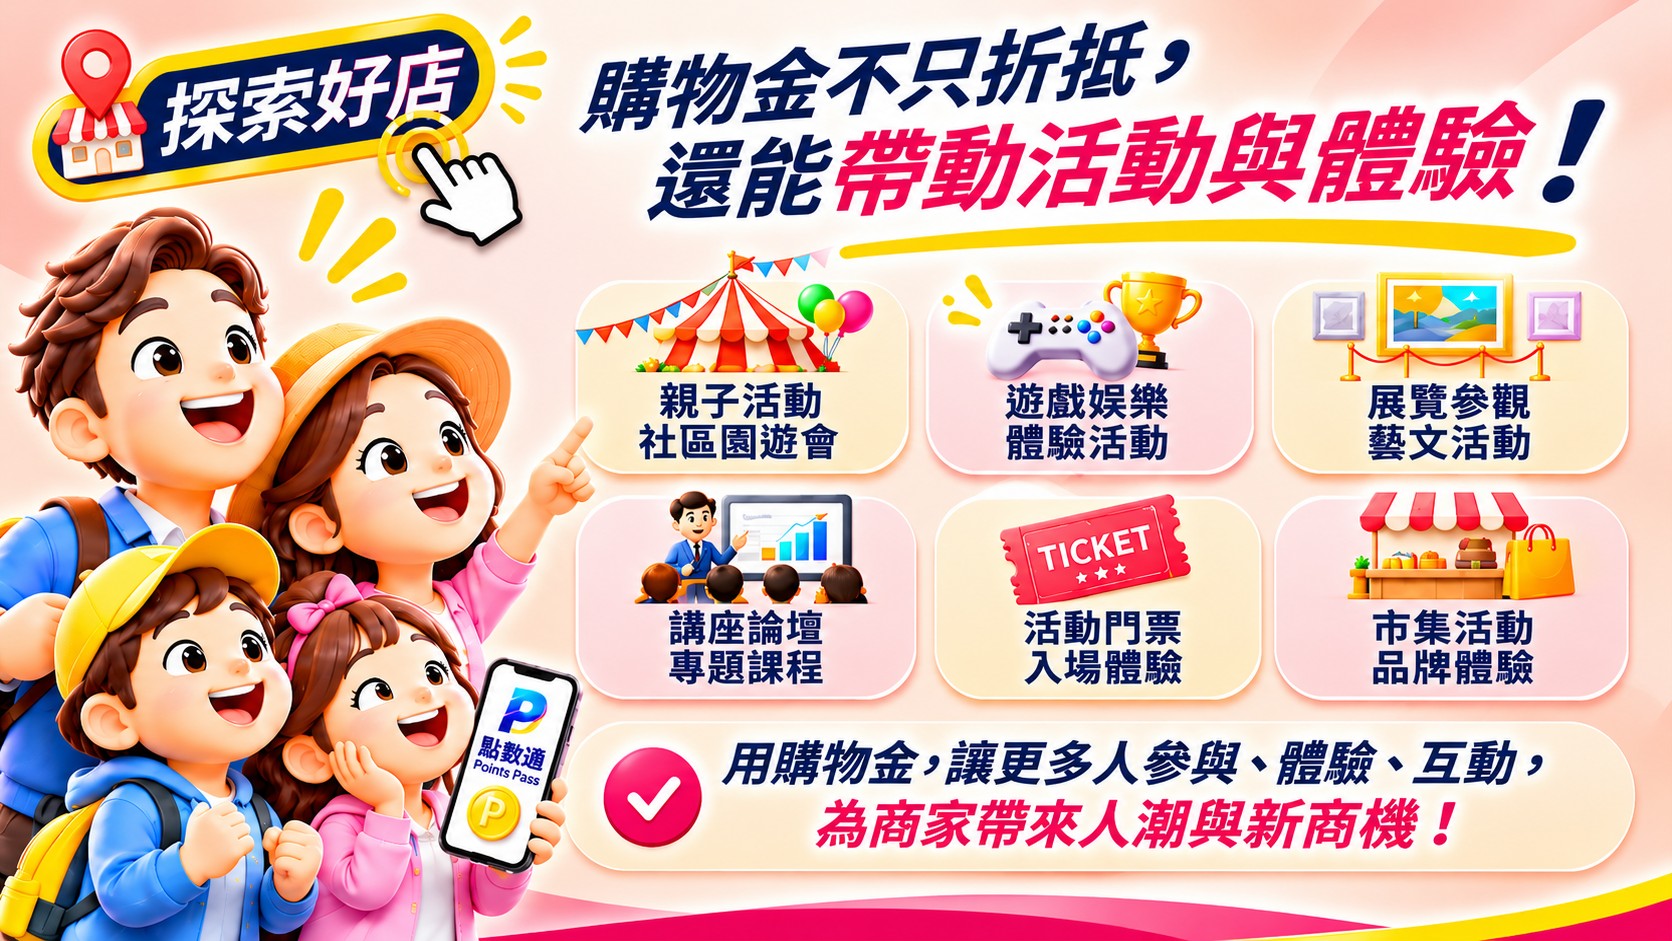 探索好店
購物金不只折抵，
還能帶動活動與體驗！
親子活動
社區園遊會
遊戲娛樂
體驗活動
展覽參觀
藝文活動
講座論壇
專題課程
TICKET
活動門票
入場體驗
市集活動
品牌體驗
P
點數適
Points Pass
P
用購物金，讓更多人參與、體驗、互動，
為商家帶來人潮與新商機！